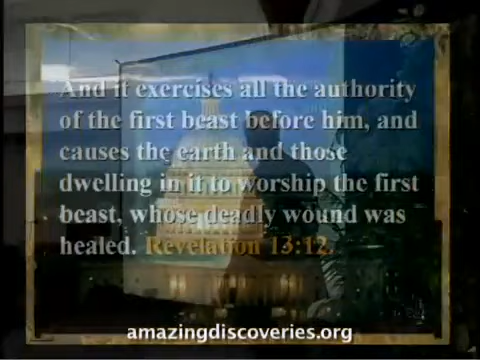 And it exercises all the authority
of the first beast before him, and
causes the earth and those
dwelling in it to worship the first
beast, whose deadly wound was
healed. Revelation 13:12.
amazingdiscoveries.org